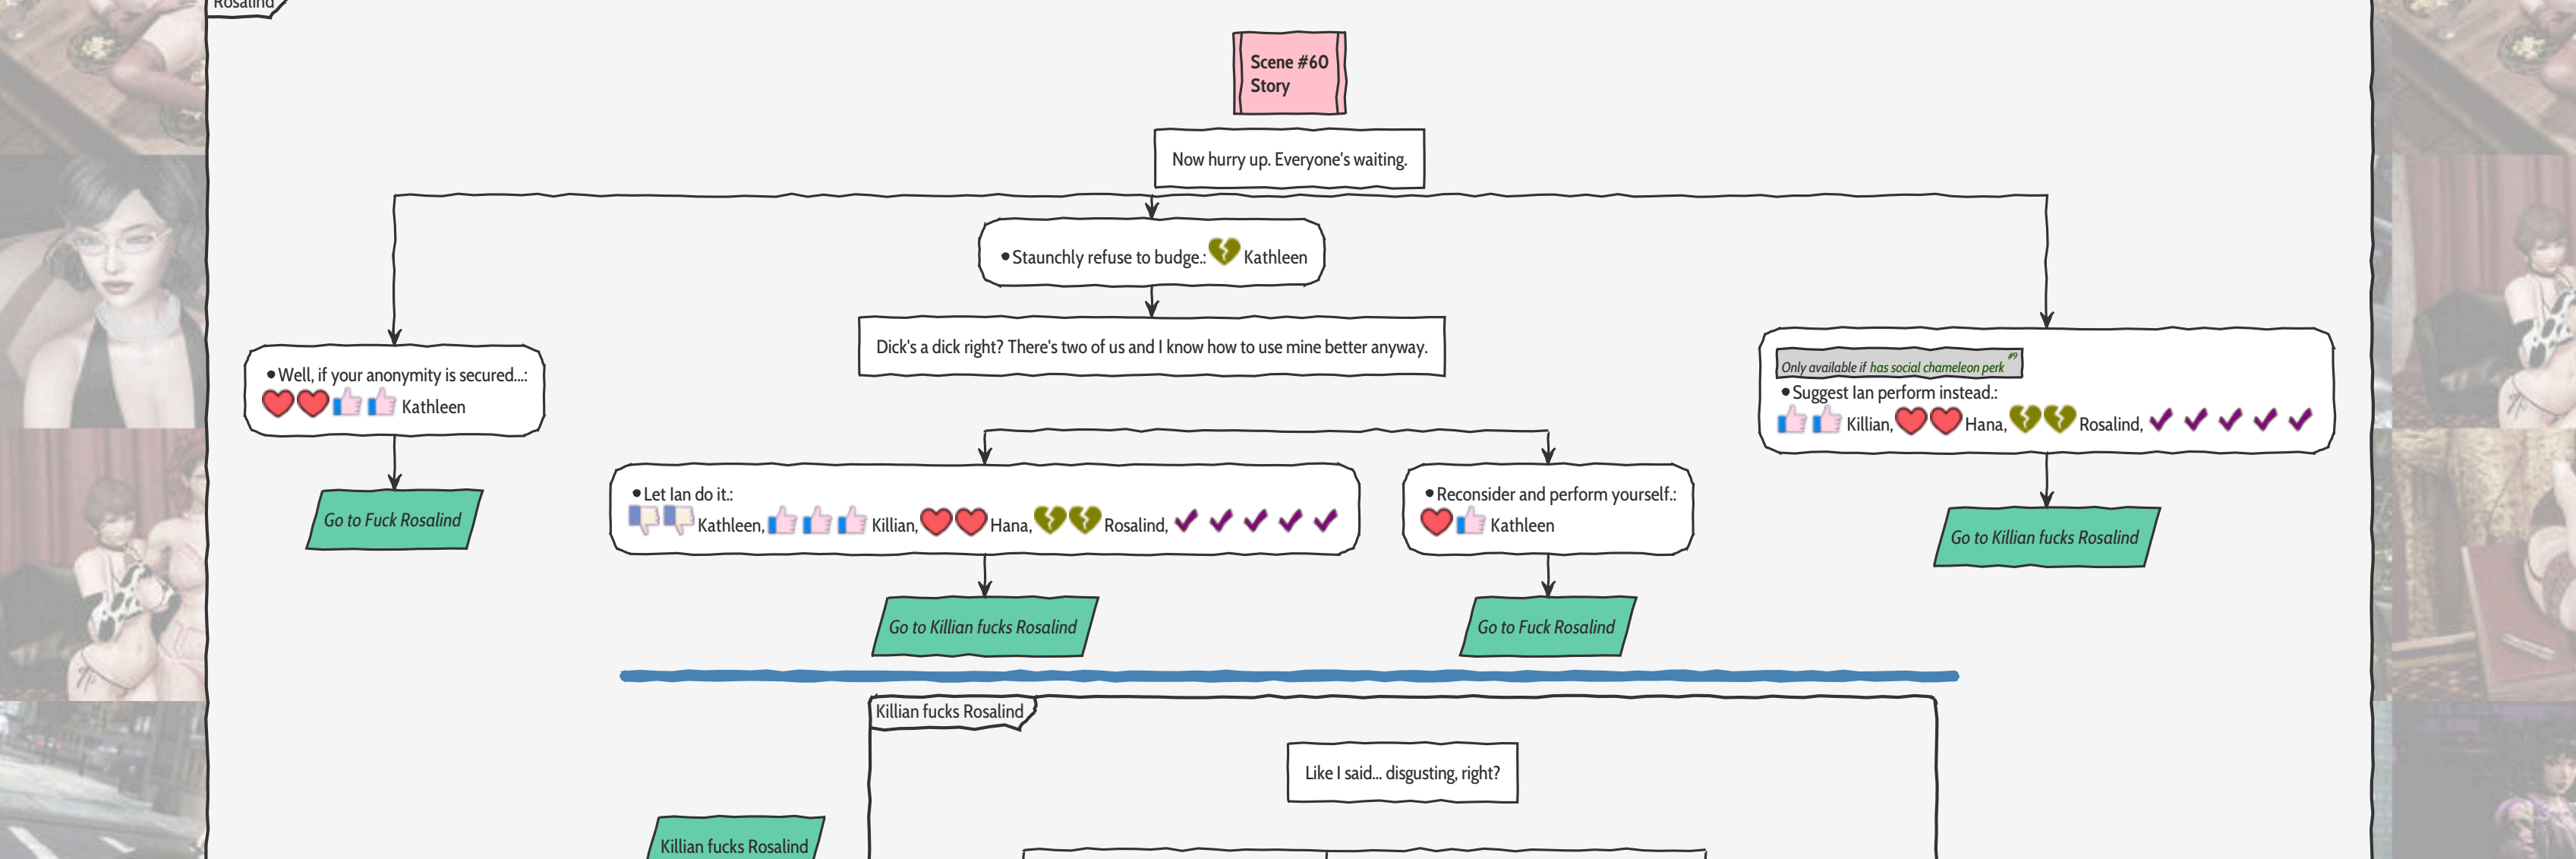 Rosalind
Scene #60
Story
Now hurry up. Everyone's waiting.
•Staunchly refuse to budge.: Kathleen
Dick's a dick right? There's two of us and I know how to use mine better anyway.
•Well, if your anonymity is secured...:
Kathleen
Go to Fuck Rosalind
Only available if has social chameleon perk #9
•Suggest Ian perform instead.:
Killian, Hana, Rosalind,
Go to Killian fucks Rosalind
•Let Ian do it.:
Kathleen, Killian, Hana, Rosalind,
Go to Killian fucks Rosalind
•Reconsider and perform yourself.:
Kathleen
Go to Fuck Rosalind
Killian fucks Rosalind
Like I said... disgusting, right?
Killian fucks Rosalind